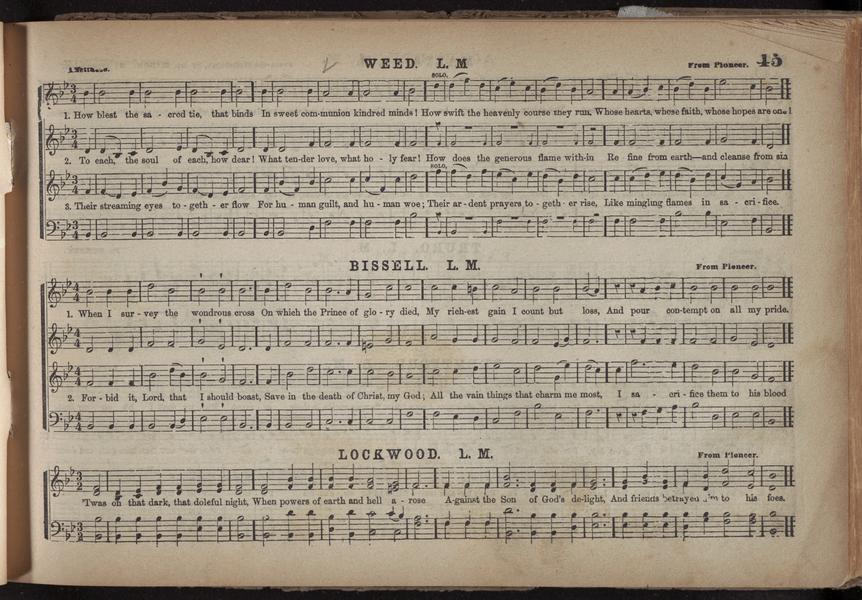 WEED. L. M
From Pioneer. 45
SOLO,
1. How blest the sa - cred tie, that binds In sweet com-munion kindred minds! How swift the heavenly course they run, Whose hearts, whose faith, whose hopes are one!
2. To each, the soul of each, how dear! What ten-der love, what ho - ly fear! How does the generous flame with-in Re fine from earth—and cleanse from sin
SOLO,
3. Their streaming eyes to - geth - er flow For hu - man guilt, and hu - man woe; Their ar-dent prayers to - geth - er rise, Like mingling flames in sa - cri - fice.
BISSELL. L. M.
From Pioneer.
1. When I sur - vey the wondrous cross On which the Prince of glo - ry died, My rich-est gain I count but loss, And pour con-tempt on all my pride.
2. For - bid it, Lord, that I should boast, Save in the death of Christ, my God; All the vain things that charm me most, I sa - cri - fice them to his blood
LOCKWOOD. L. M.
From Pioneer.
'Twas on that dark, that doleful night, When powers of earth and hell a - rose A-gainst the Son of God's de-light, And friends betrayed to his foes.